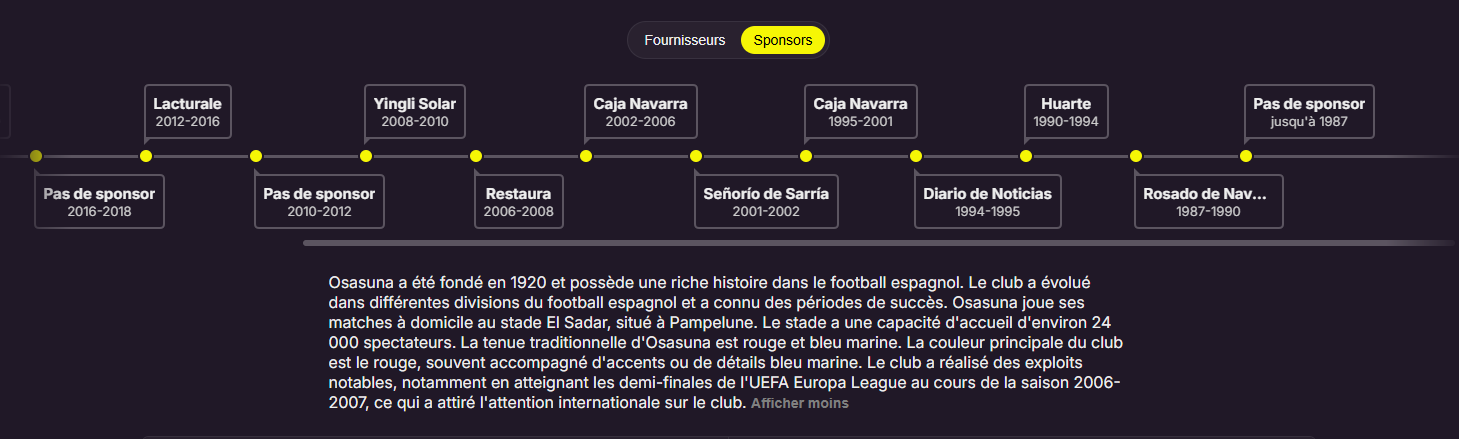 Fournisseurs
Sponsors
Lacturale
2012-2016
Yingli Solar
2008-2010
Caja Navarra
2002-2006
Caja Navarra
1995-2001
Huarte
1990-1994
Pas de sponsor
jusqu'à 1987
Pas de sponsor
2016-2018
Pas de sponsor
2010-2012
Restaura
2006-2008
Señorío de Sarría
2001-2002
Diario de Noticias
1994-1995
Rosado de Nav...
1987-1990
Osasuna a été fondé en 1920 et possède une riche histoire dans le football espagnol. Le club a évolué
dans différentes divisions du football espagnol et a connu des périodes de succès. Osasuna joue ses
matches à domicile au stade El Sadar, situé à Pampelune. Le stade a une capacité d'accueil d'environ 24
000 spectateurs. La tenue traditionnelle d'Osasuna est rouge et bleu marine. La couleur principale du club
est le rouge, souvent accompagné d'accents ou de détails bleu marine. Le club a réalisé des exploits
notables, notamment en atteignant les demi-finales de l'UEFA Europa League au cours de la saison 2006-
2007, ce qui a attiré l'attention internationale sur le club. Afficher moins